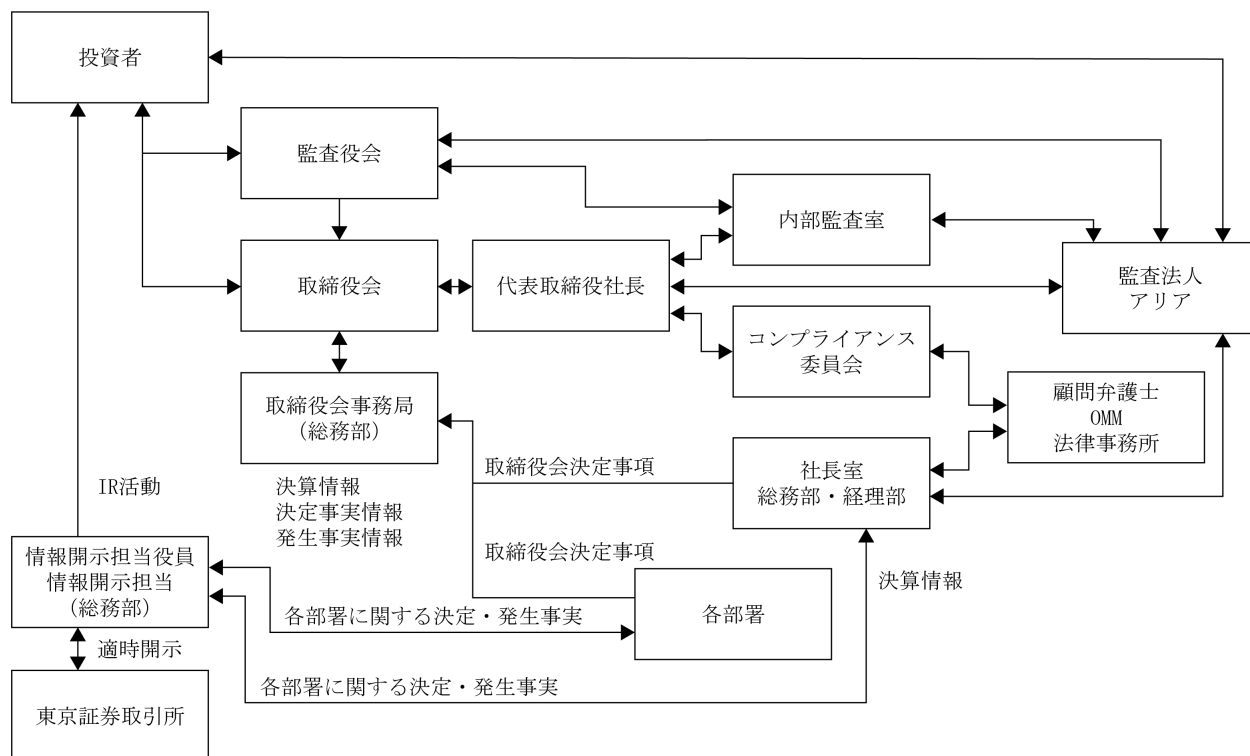 投資者
監査役会
内部監査室
取締役会
代表取締役社長
監査法人
アリア
コンプライアンス
委員会
取締役会事務局
(総務部)
顧問弁護士
OMM
法律事務所
取締役会決定事項
社長室
総務部・経理部
IR活動
決算情報
決定事実情報
発生事実情報
取締役会決定事項
情報開示担当役員
情報開示担当
(総務部)
決算情報
各部署に関する決定・発生事実
各部署
適時開示
各部署に関する決定・発生事実
東京証券取引所